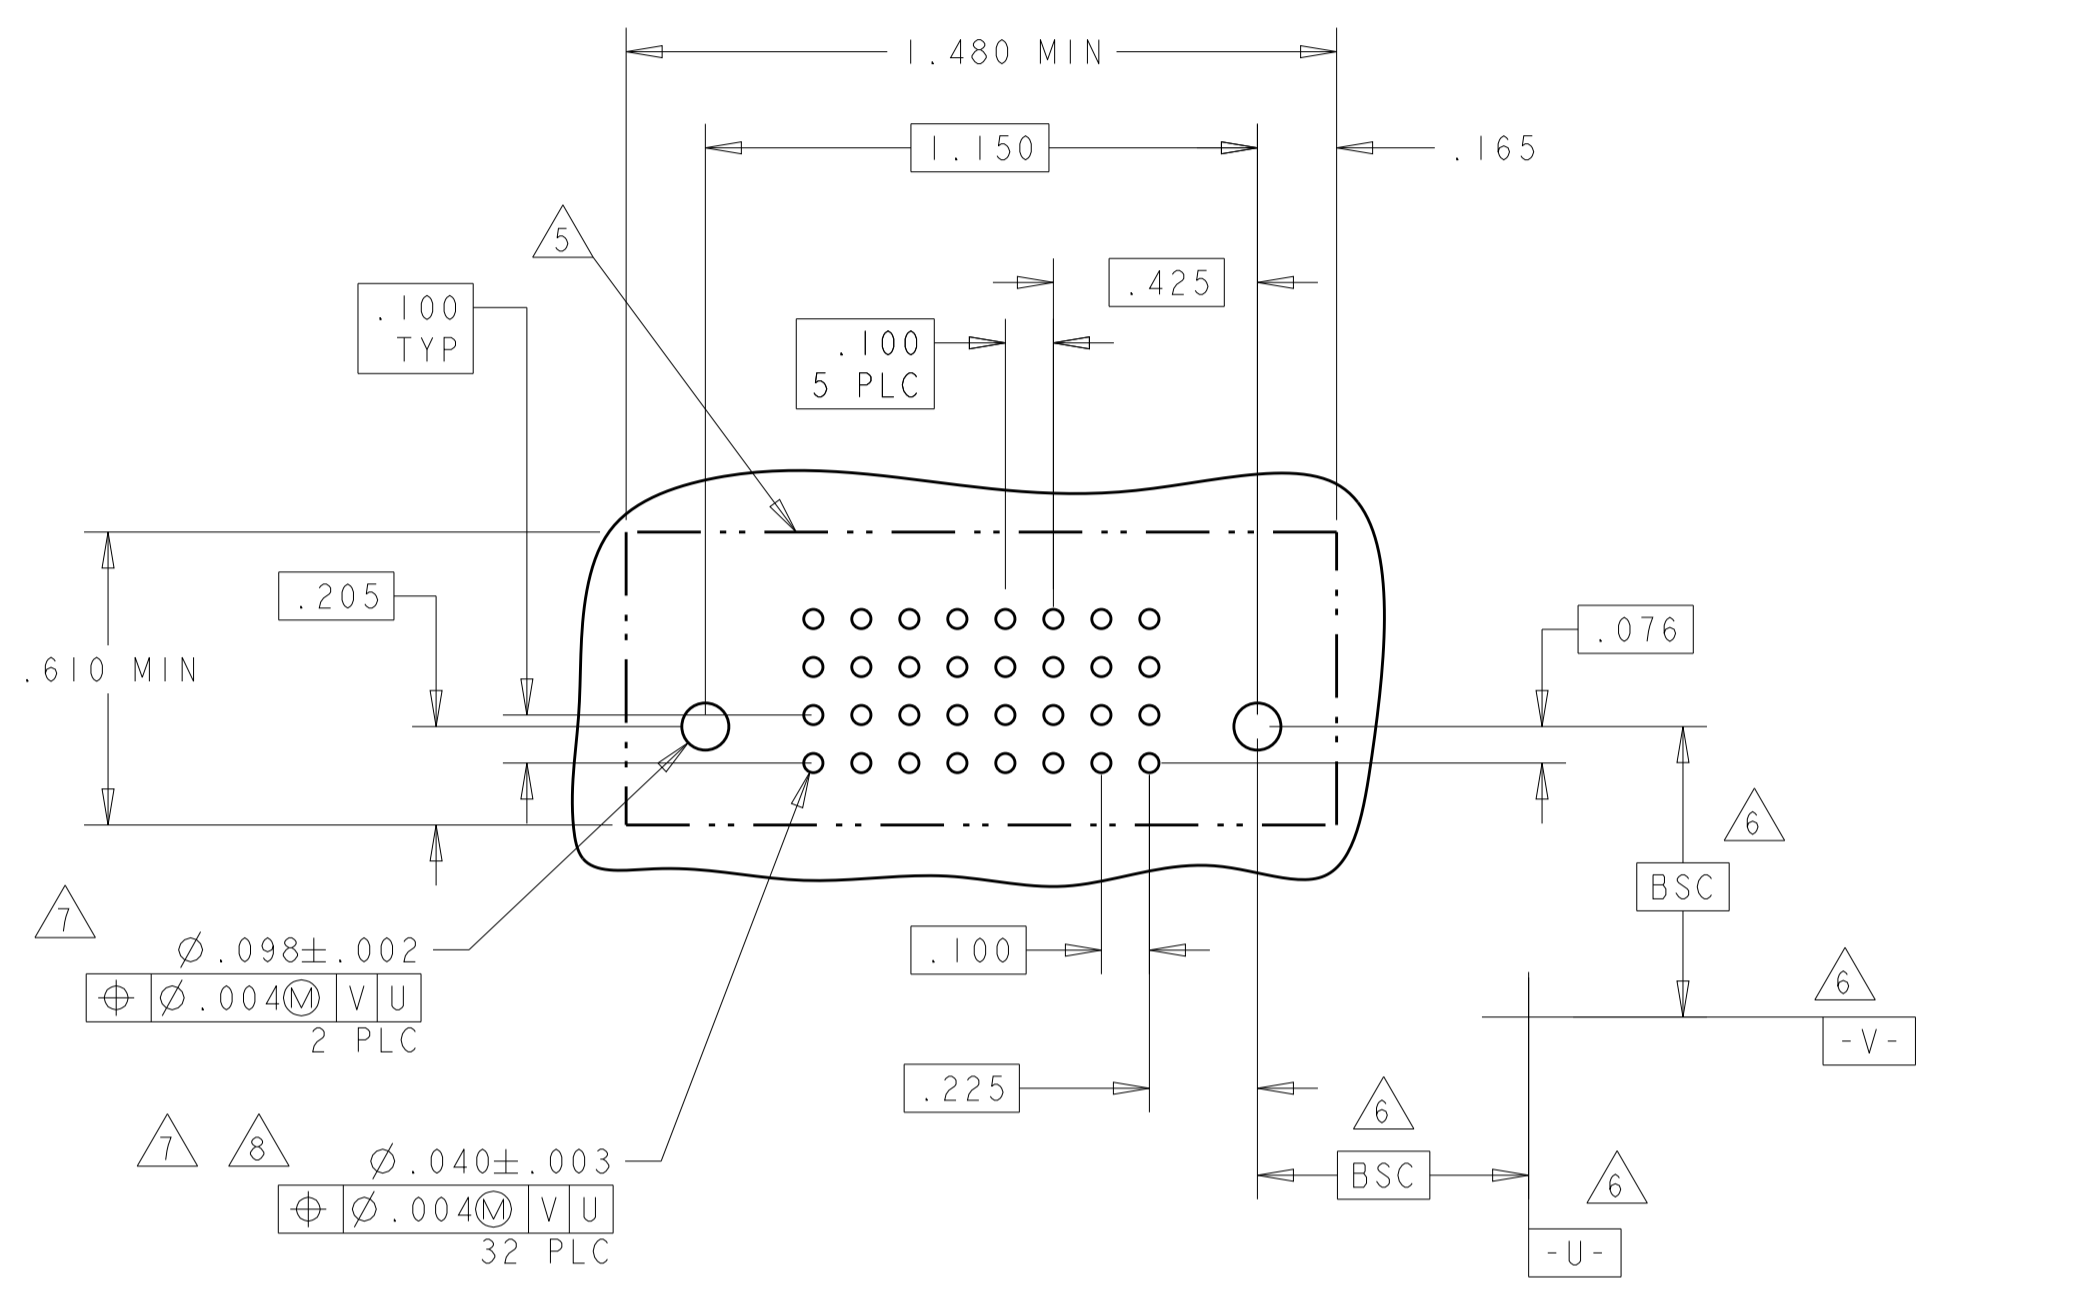 1.480 MIN
1.150
.165
5
.425
.100
TYP
.100
5 PLC
.205
.076
.610 MIN
6
BSC
7
Ø.098±.002
.100
⌖ Ø.004Ⓜ V U
2 PLC
6
-V-
.225
6
7 8
Ø.040±.003
BSC
6
⌖ Ø.004Ⓜ V U
32 PLC
-U-